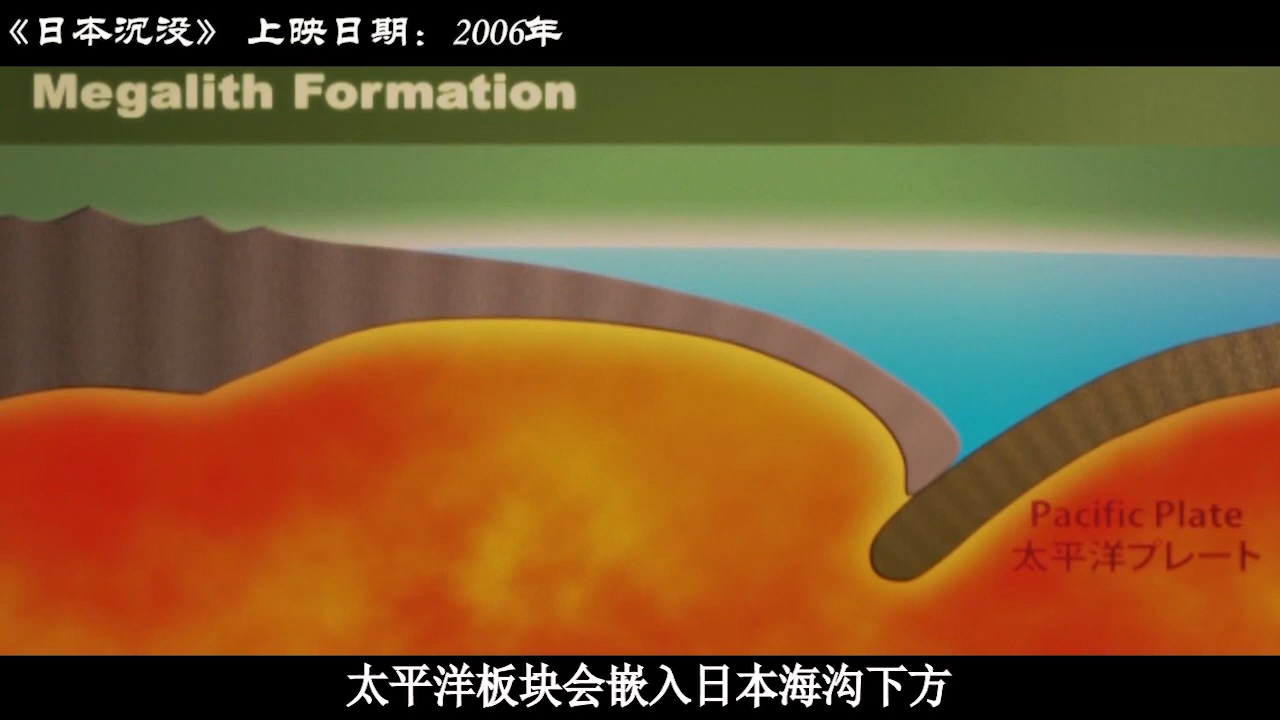 《日本沉没》 上映日期：2006年
Megalith Formation
Pacific Plate
太平洋プレート
太平洋板块会嵌入日本海沟下方